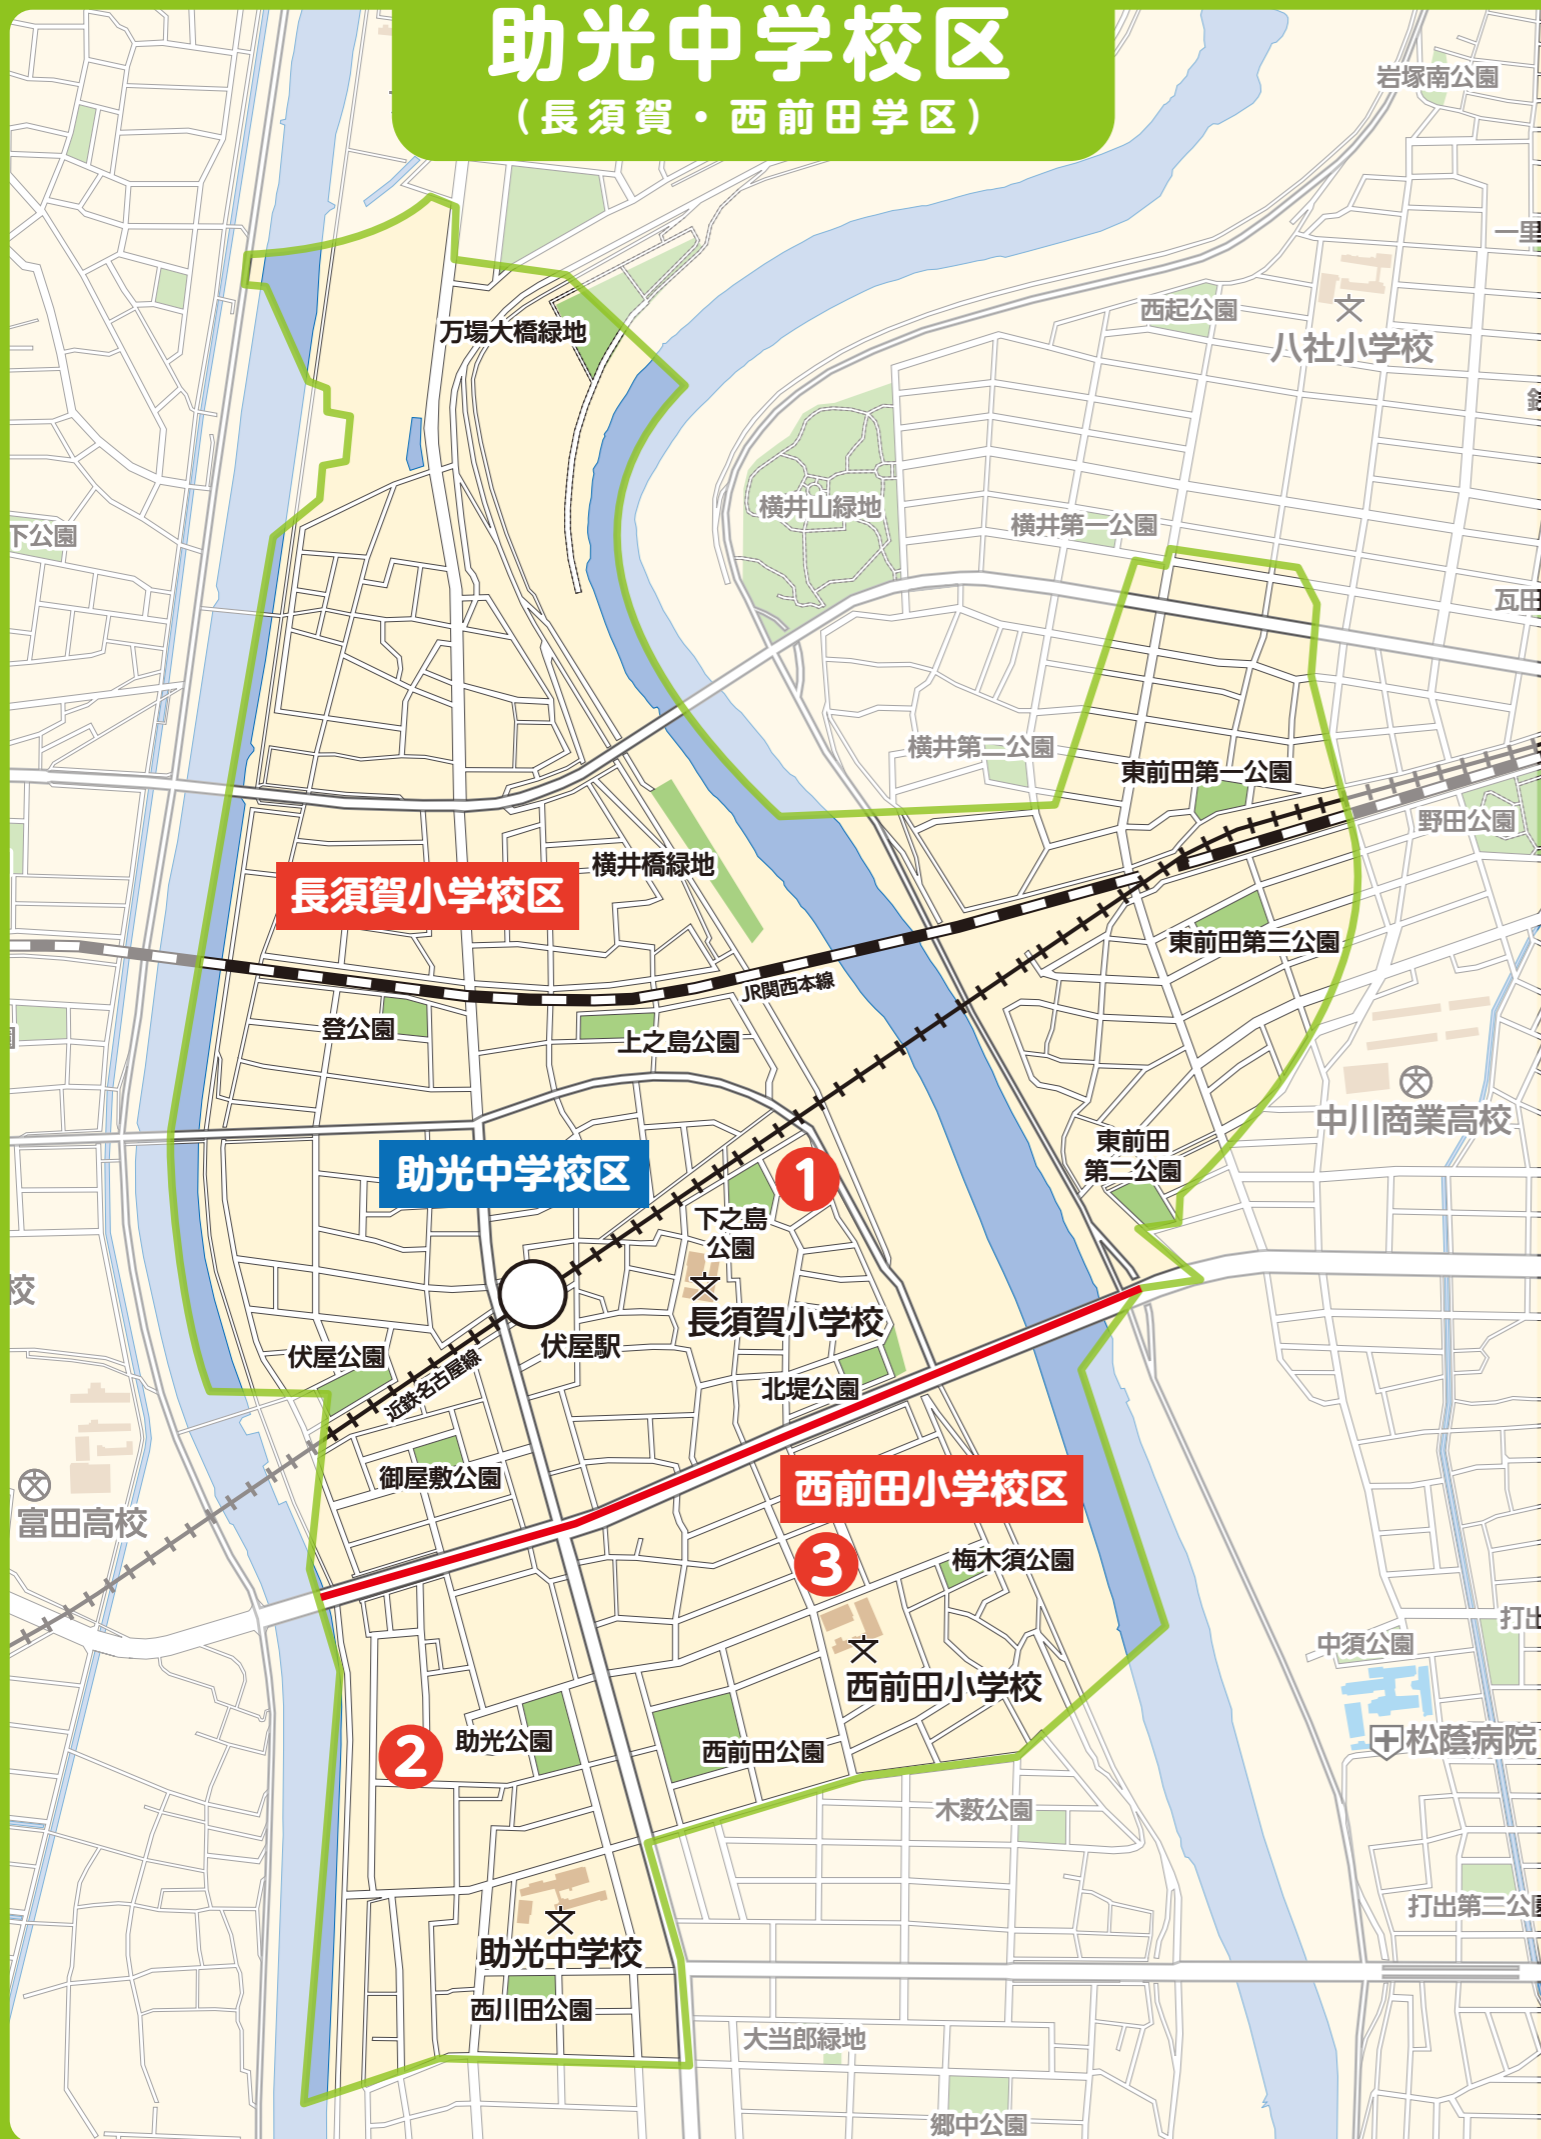 助光中学校区
（長須賀・西前田学区）
岩塚南公園
一里
西起公園
八社小学校
万場大橋緑地
横井山緑地
横井第一公園
下公園
瓦田
横井第二公園
東前田第一公園
野田公園
横井橋緑地
長須賀小学校区
東前田第三公園
JR関西本線
登公園
上之島公園
中川商業高校
東前田
第二公園
助光中学校区
1
下之島
公園
校
長須賀小学校
伏屋駅
伏屋公園
近鉄名古屋線
北堤公園
御屋敷公園
西前田小学校区
富田高校
3
梅木須公園
打出
中須公園
西前田小学校
2
助光公園
西前田公園
松蔭病院
木薮公園
打出第二公園
助光中学校
西川田公園
大当郎緑地
郷中公園